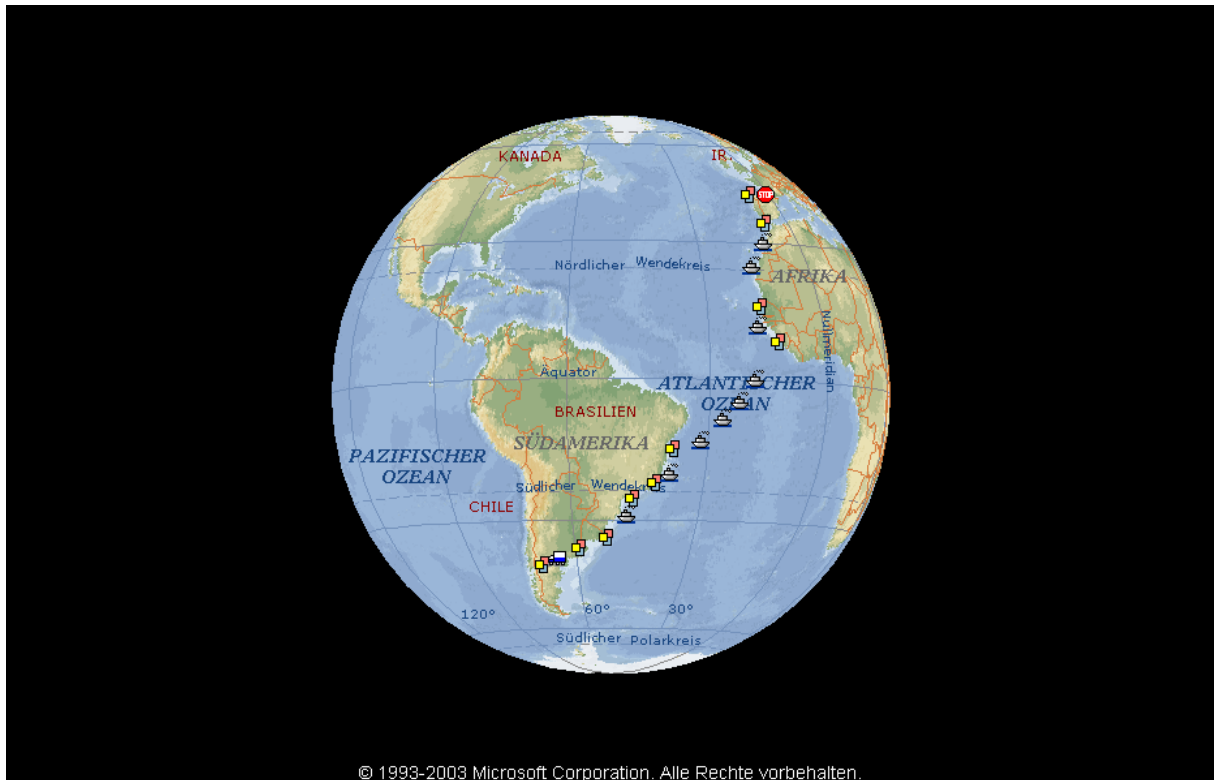 KANADA
IR.
STOP
Nördlicher Wendekreis
AFRIKA
Nullmeridian
Äquator
ATLANTISCHER
OZEAN
BRASILIEN
SÜDAMERIKA
PAZIFISCHER
OZEAN
Südlicher Wendekreis
CHILE
120°
60°
30°
Südlicher Polarkreis
© 1993-2003 Microsoft Corporation. Alle Rechte vorbehalten.